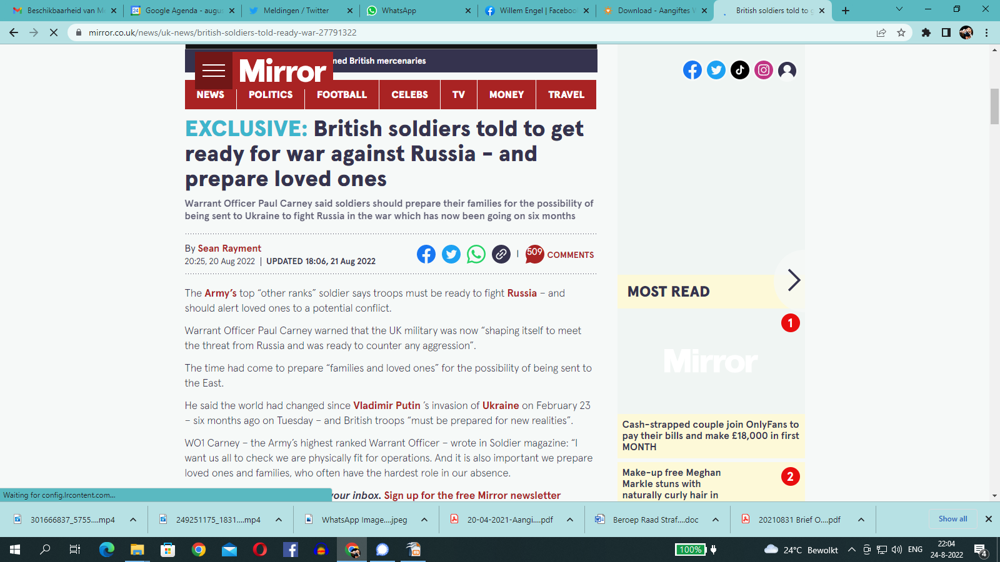 Beschikbaarheid van M
Google Agenda - augus
Meldingen / Twitter
WhatsApp
Willem Engel | Facebook
Download - Aangiftes
British soldiers told to g
mirror.co.uk/news/uk-news/british-soldiers-told-ready-war-27791322
ned British mercenaries
Mirror
NEWS POLITICS FOOTBALL CELEBS TV MONEY TRAVEL
EXCLUSIVE: British soldiers told to get
ready for war against Russia - and
prepare loved ones
Warrant Officer Paul Carney said soldiers should prepare their families for the possibility of
being sent to Ukraine to fight Russia in the war which has now been going on six months
By Sean Rayment
20:25, 20 Aug 2022 | UPDATED 18:06, 21 Aug 2022
509 COMMENTS
The Army's top “other ranks” soldier says troops must be ready to fight Russia – and
should alert loved ones to a potential conflict.
Warrant Officer Paul Carney warned that the UK military was now “shaping itself to meet
the threat from Russia and was ready to counter any aggression”.
The time had come to prepare “families and loved ones” for the possibility of being sent to
the East.
He said the world had changed since Vladimir Putin ’s invasion of Ukraine on February 23
– six months ago on Tuesday – and British troops “must be prepared for new realities”.
WO1 Carney – the Army’s highest ranked Warrant Officer – wrote in Soldier magazine: “I
want us all to check we are physically fit for operations. And it is also important we prepare
loved ones and families, who often have the hardest role in our absence.
your inbox. Sign up for the free Mirror newsletter
MOST READ
1
Mirror
Cash-strapped couple join OnlyFans to
pay their bills and make £18,000 in first
MONTH
Make-up free Meghan
Markle stuns with
naturally curly hair in
2
Waiting for config.lrcontent.com...
301666837_5755....mp4
249251175_1831....mp4
WhatsApp Image....jpeg
20-04-2021-Aangi....pdf
Beroep Raad Straf....doc
20210831 Brief O....pdf
Show all
100%
24°C Bewolkt
ENG
22:04
24-8-2022
4